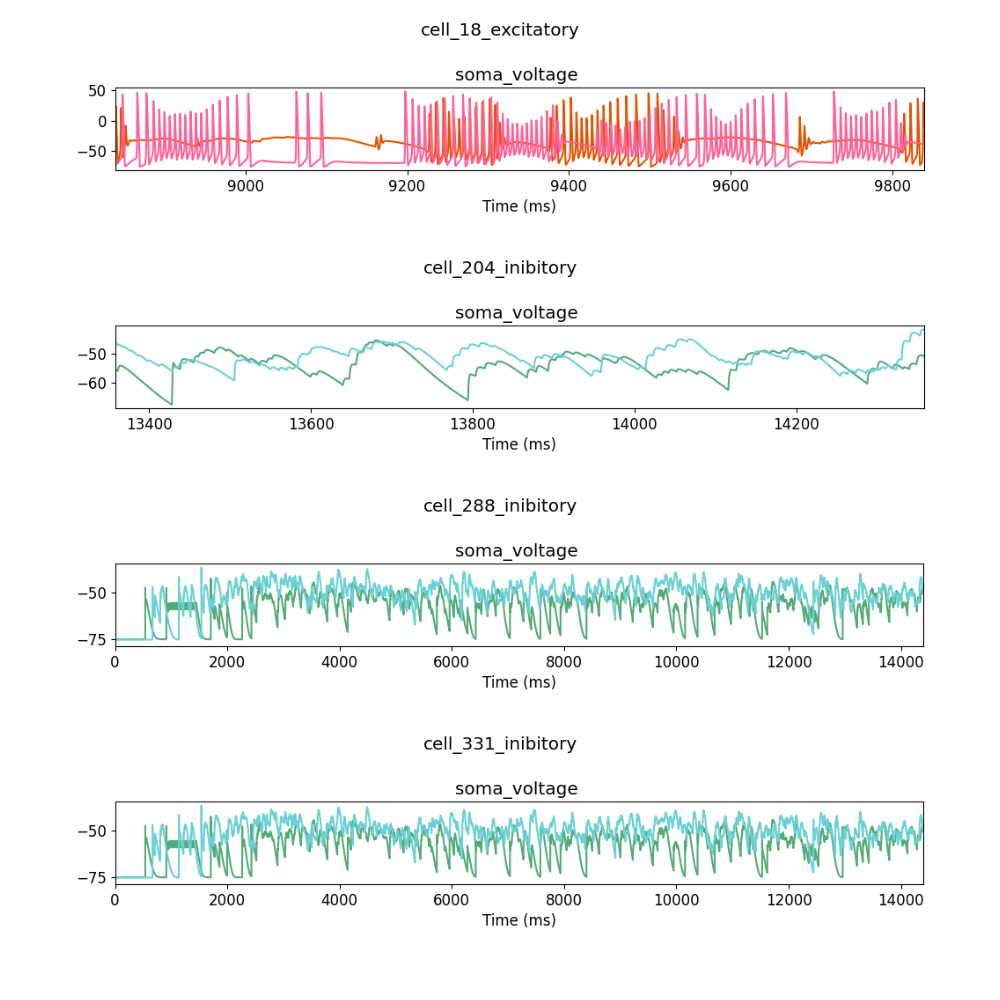 cell_18_excitatory
soma_voltage
50
0
−50
9000 9200 9400 9600 9800
Time (ms)
cell_204_inibitory
soma_voltage
−50
−60
13400 13600 13800 14000 14200
Time (ms)
cell_288_inibitory
soma_voltage
−50
−75
0 2000 4000 6000 8000 10000 12000 14000
Time (ms)
cell_331_inibitory
soma_voltage
−50
−75
0 2000 4000 6000 8000 10000 12000 14000
Time (ms)